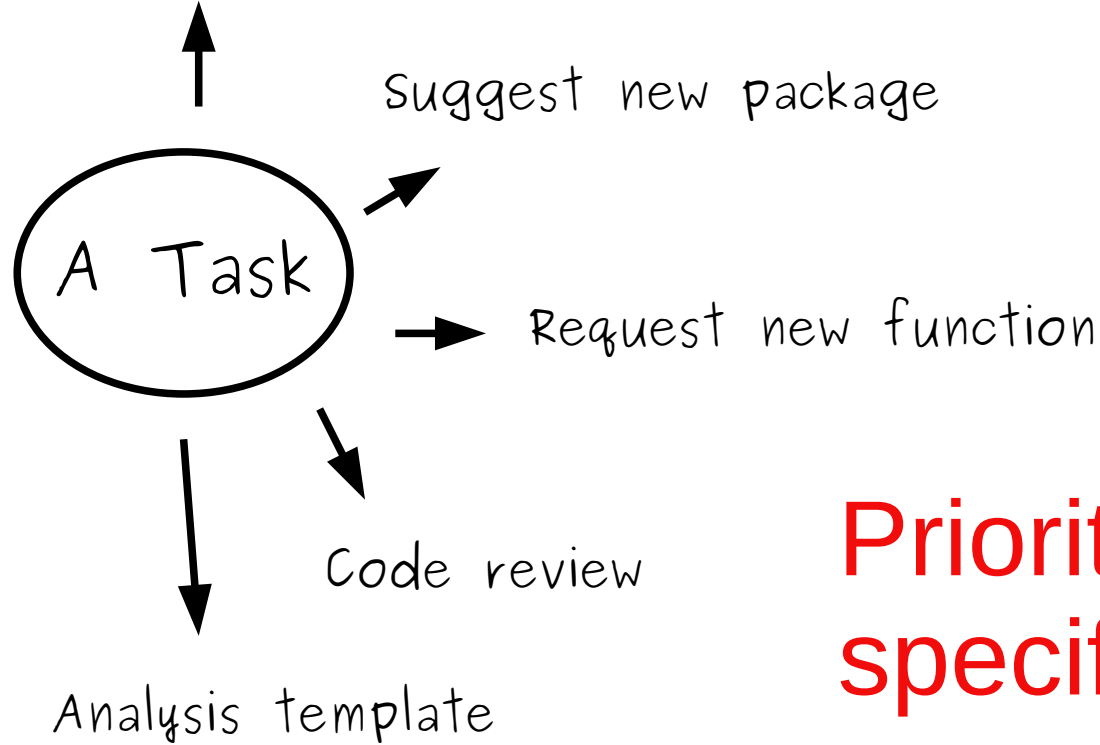 Suggest new package
A Task
Request new function
Code review
Analysis template